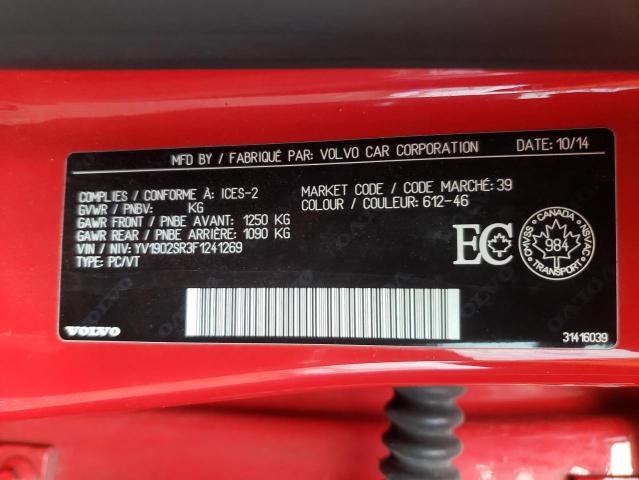 MFD BY / FABRIQUÉ PAR: VOLVO CAR CORPORATION DATE: 10/14
COMPLIES / CONFORME À: ICES-2
GVWR / PNBV: KG
GAWR FRONT / PNBE AVANT: 1250 KG
GAWR REAR / PNBE ARRIÈRE: 1090 KG
VIN / NIV: YV1902SR3F1241269
TYPE: PC/VT
MARKET CODE / CODE MARCHÉ: 39
COLOUR / COULEUR: 612-46
EC
CANADA
SSANO NSVAC
984
TRANSPORT
VOLVO
31416039